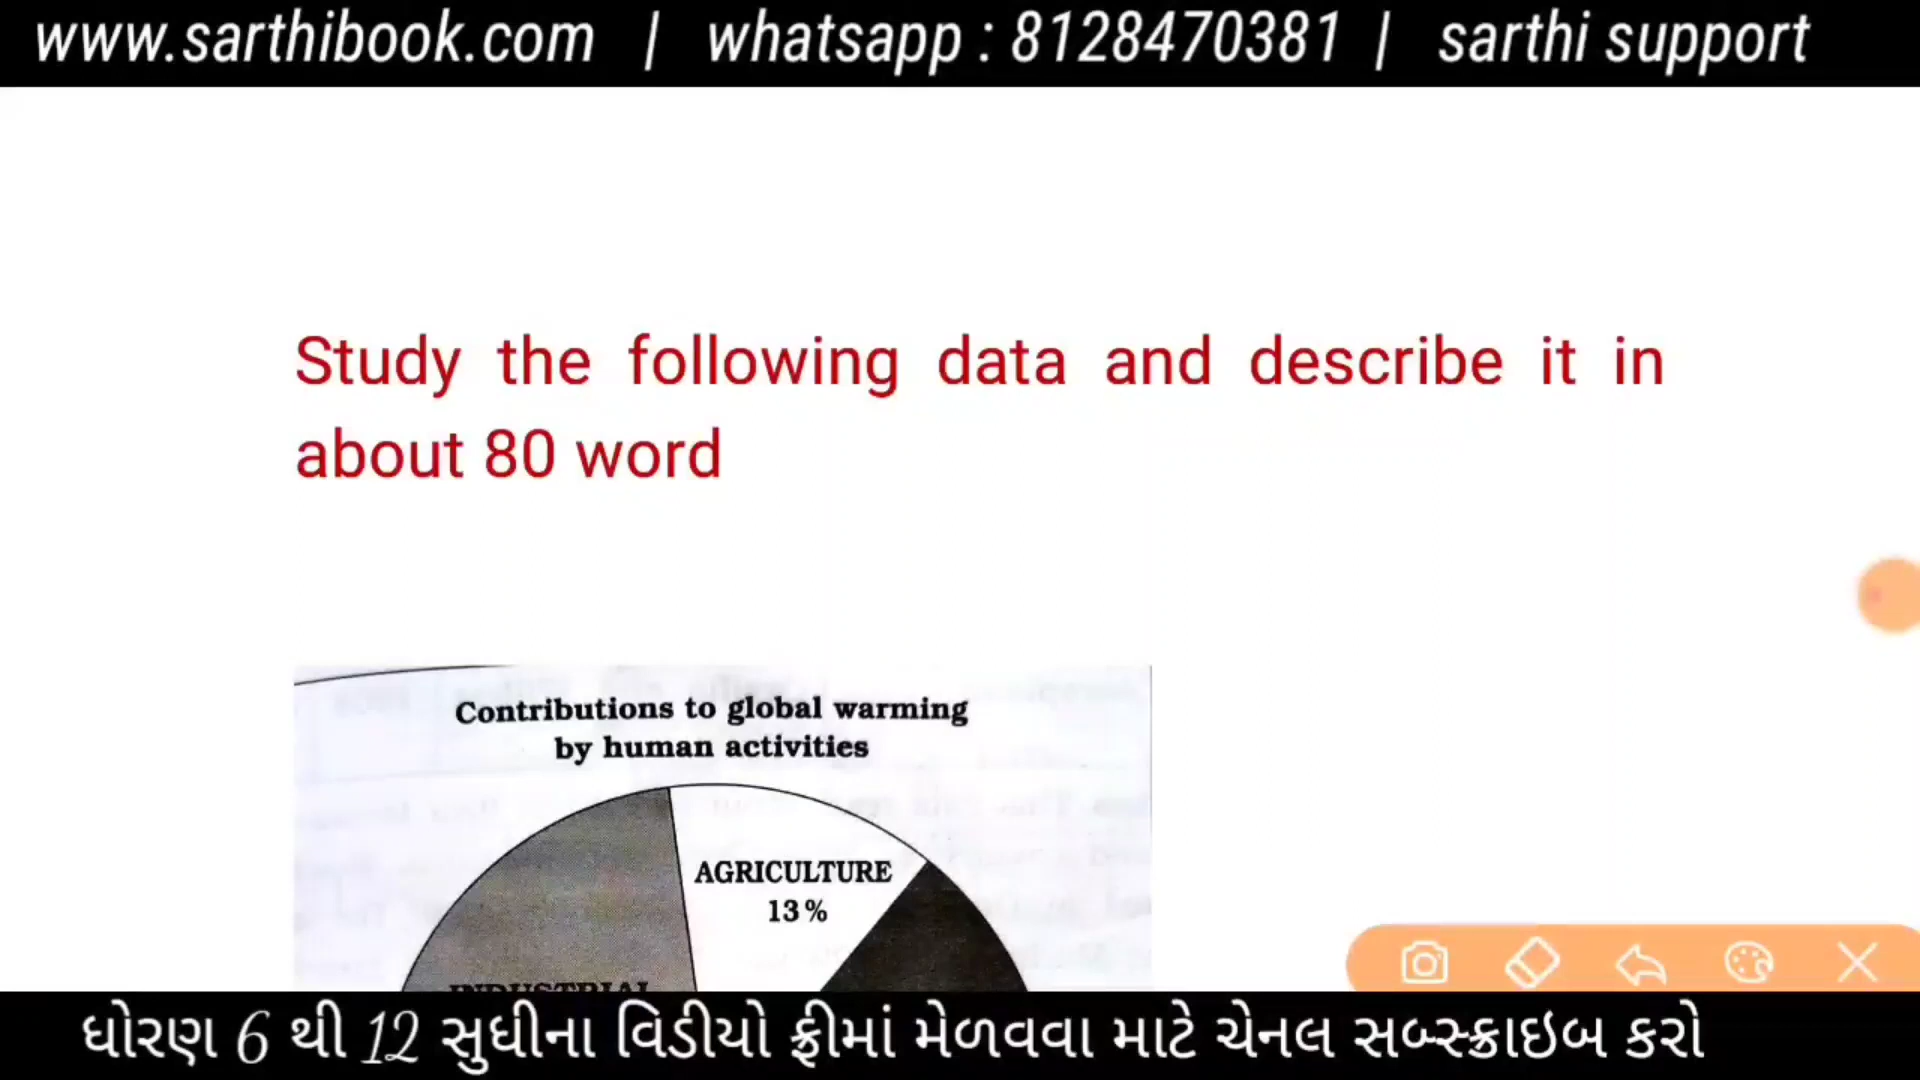 www.sarthibook.com | whatsapp : 8128470381 | sarthi support
Study the following data and describe it in
about 80 word
Contributions to global warming
by human activities
AGRICULTURE
13%
INDUSTRIAL
ધોરણ 6 થી 12 સુધીના વિડીયો ફ્રીમાં મેળવવા માટે ચેનલ સબ્સ્ક્રાઇબ કરો